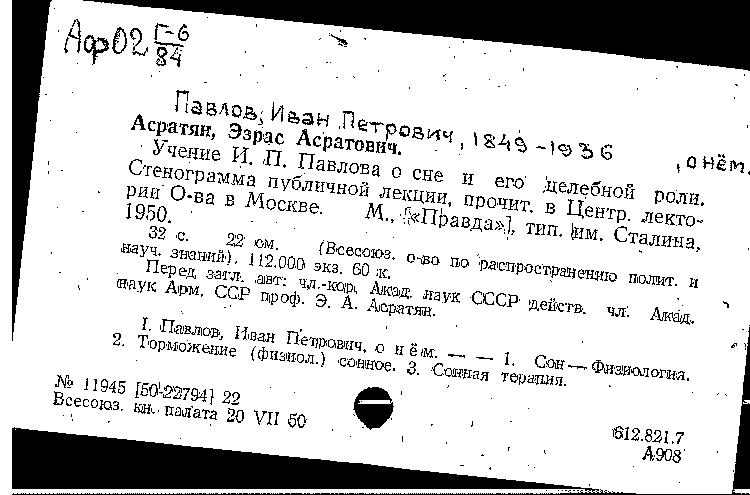 Аф02 Г-6
84
Павлов, Иван Петрович, 1849-1936, о нём.
Асратян, Эзрас Асратович.
Учение И. П. Павлова о сне и его целебной роли.
Стенограмма публичной лекции, прочит. в Центр. лекто-
рии О-ва в Москве. М., [«Правда»], тип. им. Сталина,
1950.
32 с. 22 см. (Всесоюз. о-во по распространению полит. и
науч. знаний). 112.000 экз. 60 к.
Перед загл. авт: чл.-кор. Акад. наук СССР действ. чл. Акад.
наук Арм. ССР проф. Э. А. Асратян.
I. Павлов, Иван Петрович, о нём. — — 1. Сон — Физиология.
2. Торможение (физиол.) сонное. 3. Сонная терапия.
№ 11945 [50-22794] 22
Всесоюз. кн. палата 20 VII 50
612.821.7
А908